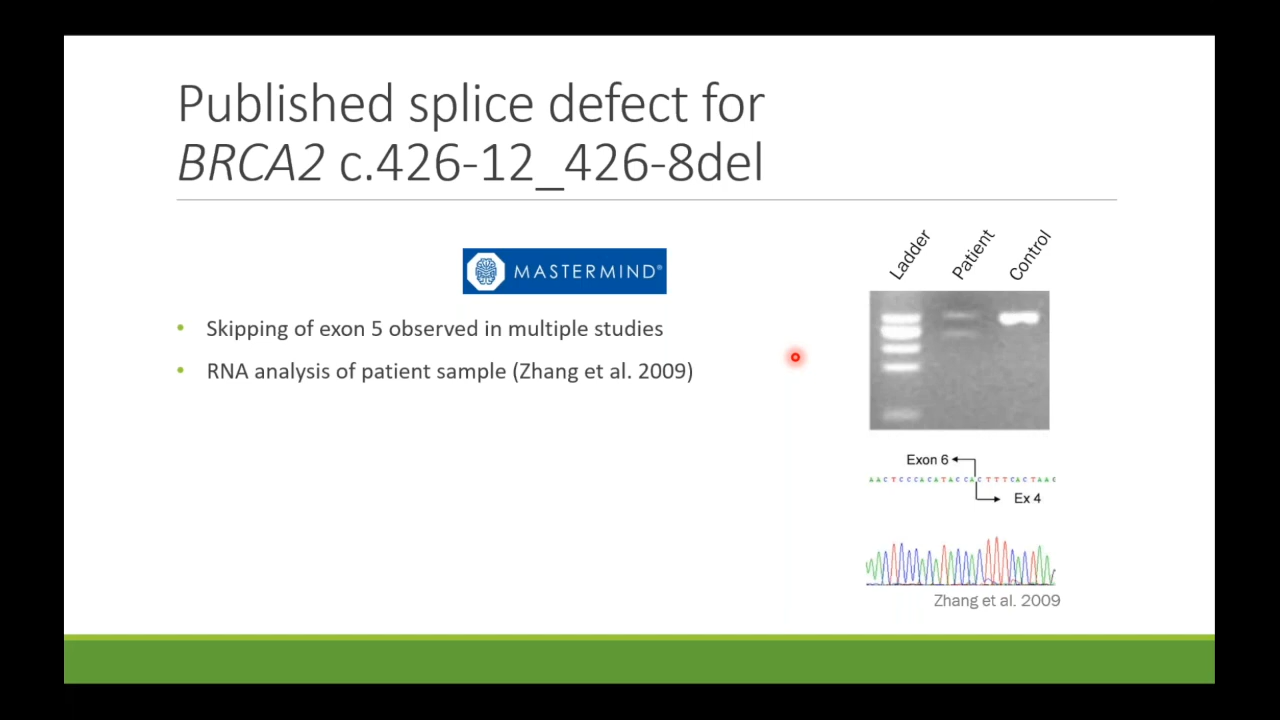 Published splice defect for
BRCA2 c.426-12_426-8del
MASTERMIND®
• Skipping of exon 5 observed in multiple studies
• RNA analysis of patient sample (Zhang et al. 2009)
Ladder
Patient
Control
Exon 6
AACTCCCACATACCACTTTCACTAAC
Ex 4
Zhang et al. 2009